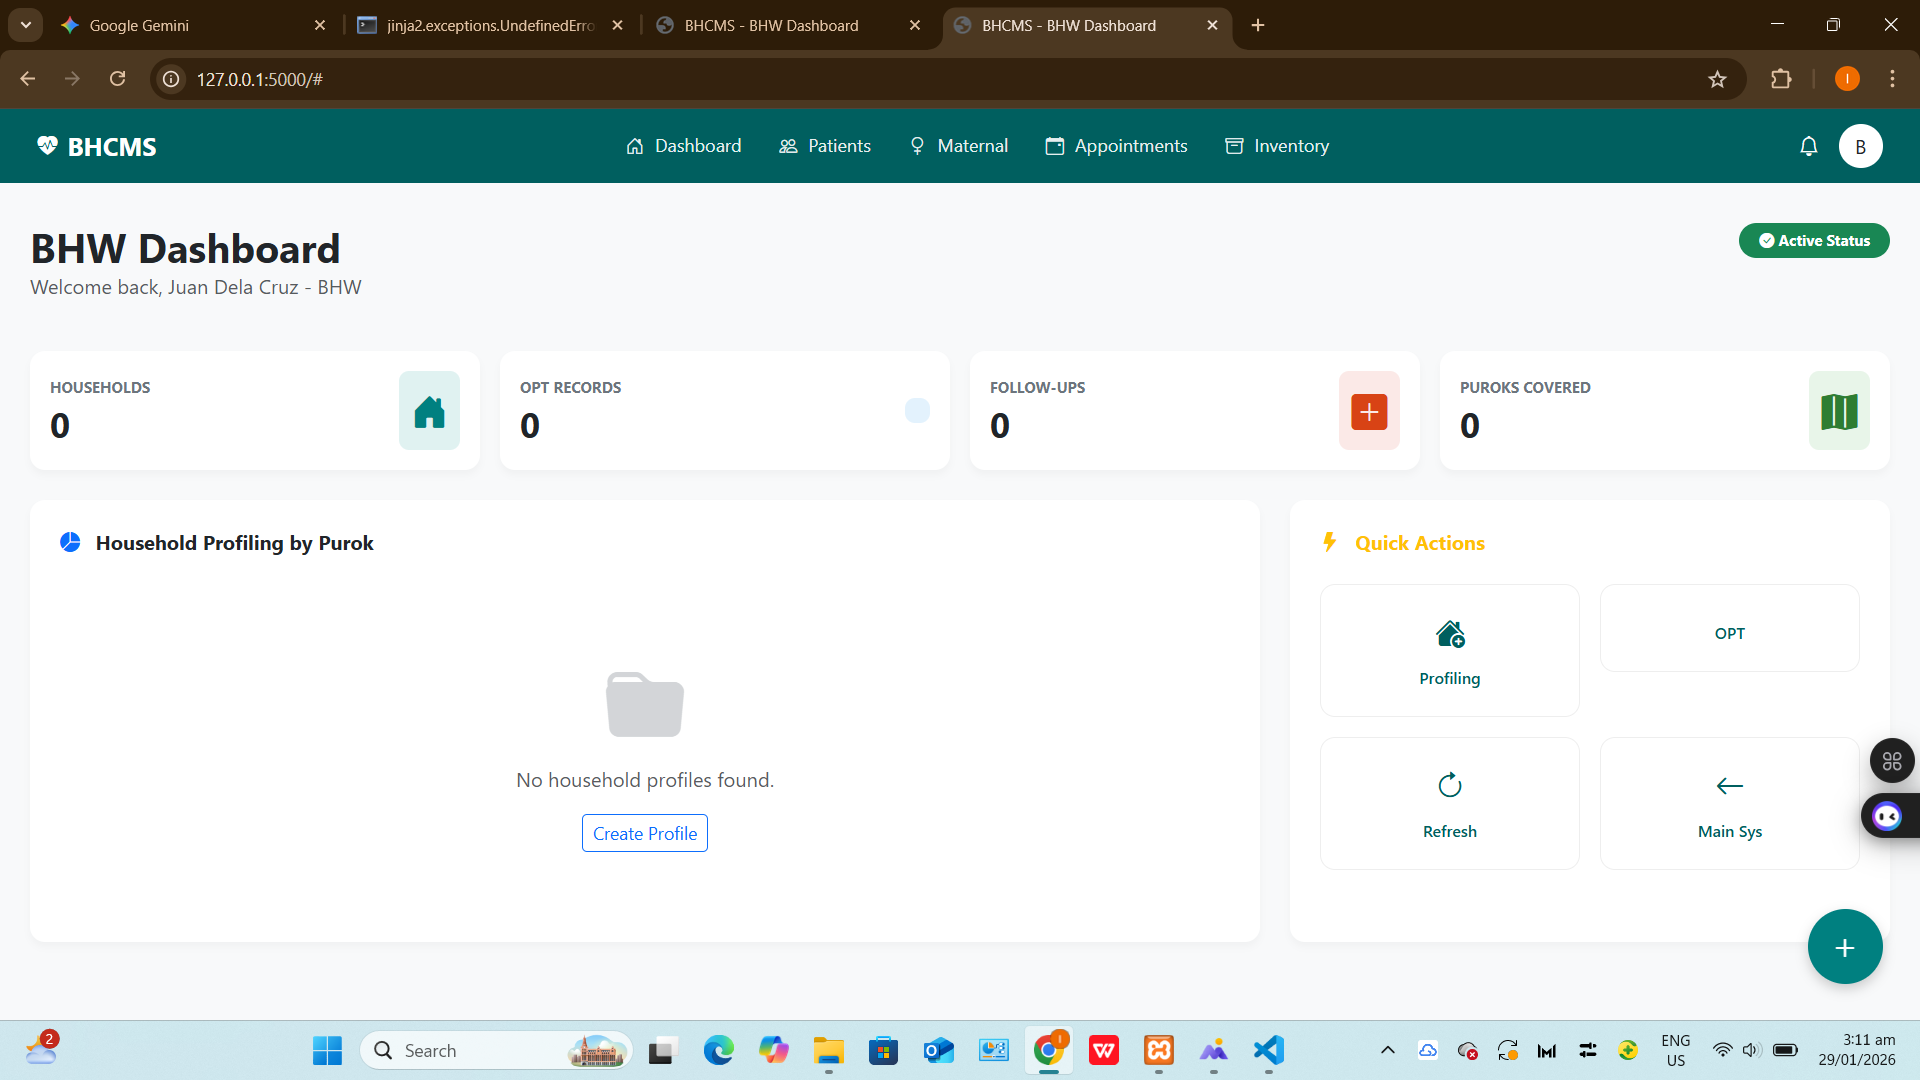 Google Gemini
jinja2.exceptions.UndefinedErro
BHCMS - BHW Dashboard
BHCMS - BHW Dashboard
127.0.0.1:5000/#
I
BHCMS
Dashboard
Patients
Maternal
Appointments
Inventory
B
BHW Dashboard
Active Status
Welcome back, Juan Dela Cruz - BHW
HOUSEHOLDS
0
OPT RECORDS
0
FOLLOW-UPS
0
PUROKS COVERED
0
Household Profiling by Purok
No household profiles found.
Create Profile
Quick Actions
Profiling
OPT
Refresh
Main Sys
+
2
Search
I
ENG
US
3:11 am
29/01/2026